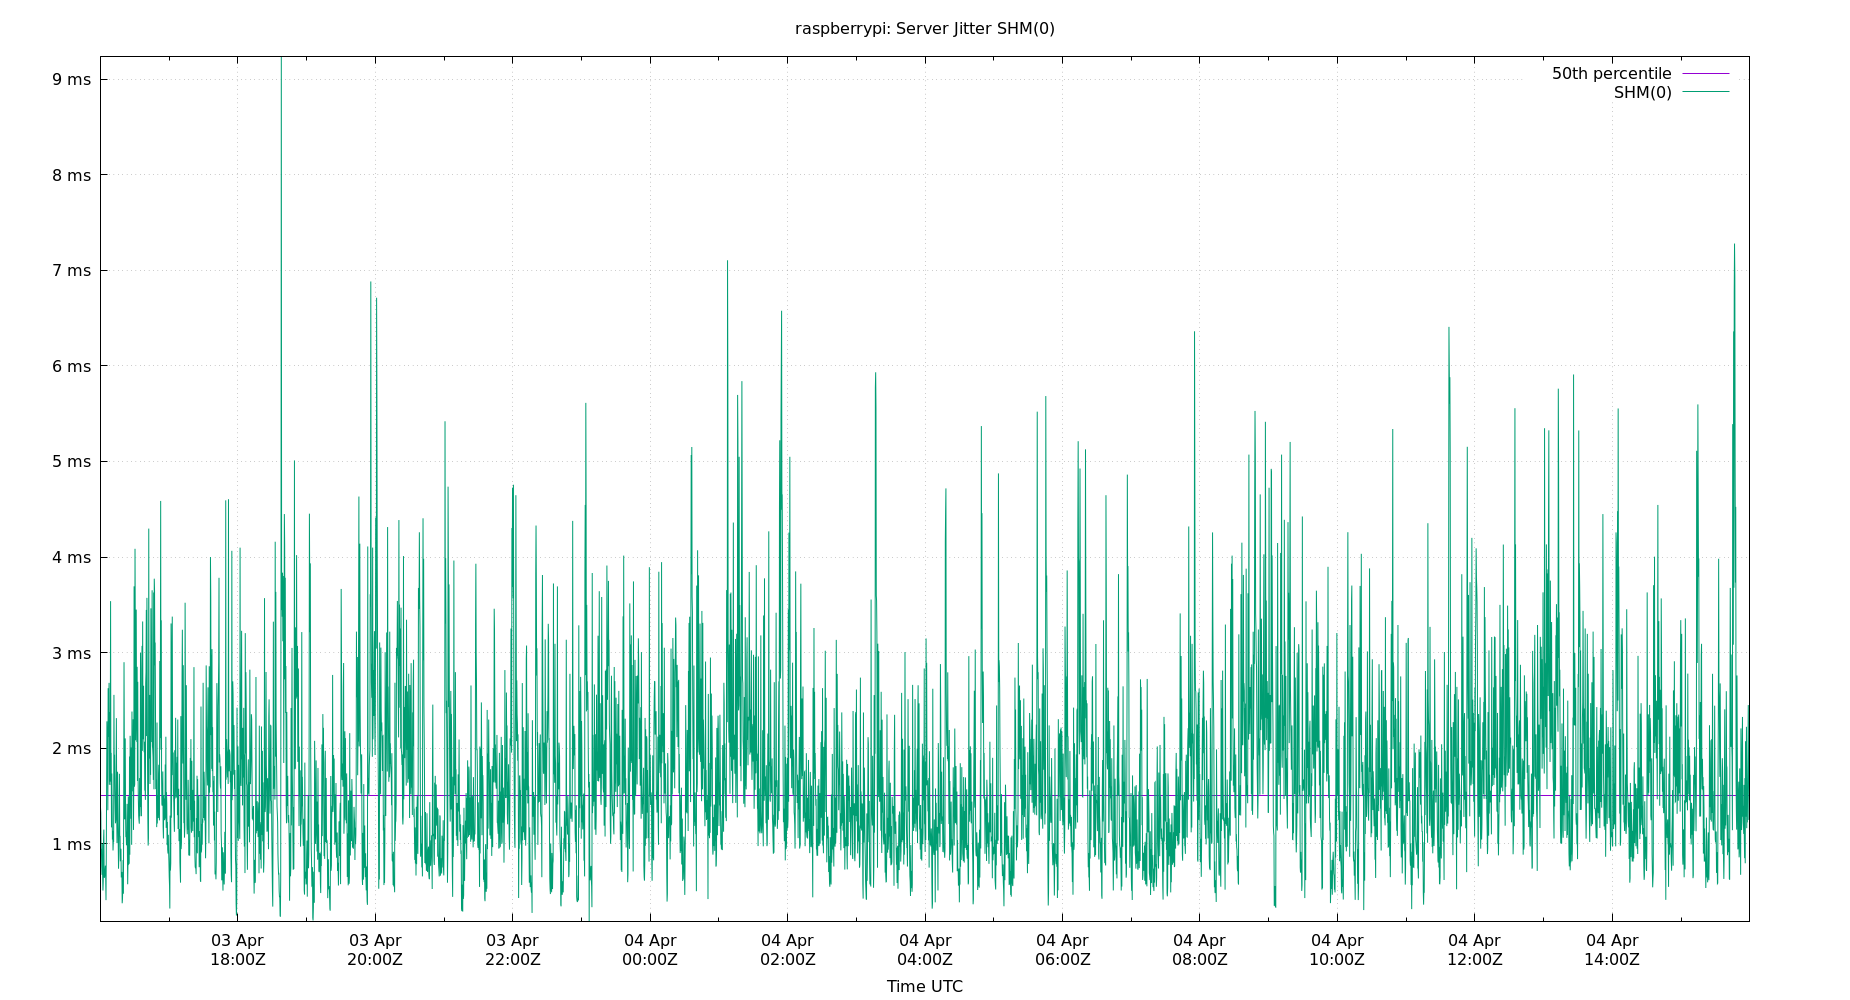 raspberrypi: Server Jitter SHM(0)
50th percentile
SHM(0)
9 ms
8 ms
7 ms
6 ms
5 ms
4 ms
3 ms
2 ms
1 ms
03 Apr 03 Apr 03 Apr 04 Apr 04 Apr 04 Apr 04 Apr 04 Apr 04 Apr 04 Apr 04 Apr
18:00Z 20:00Z 22:00Z 00:00Z 02:00Z 04:00Z 06:00Z 08:00Z 10:00Z 12:00Z 14:00Z
Time UTC